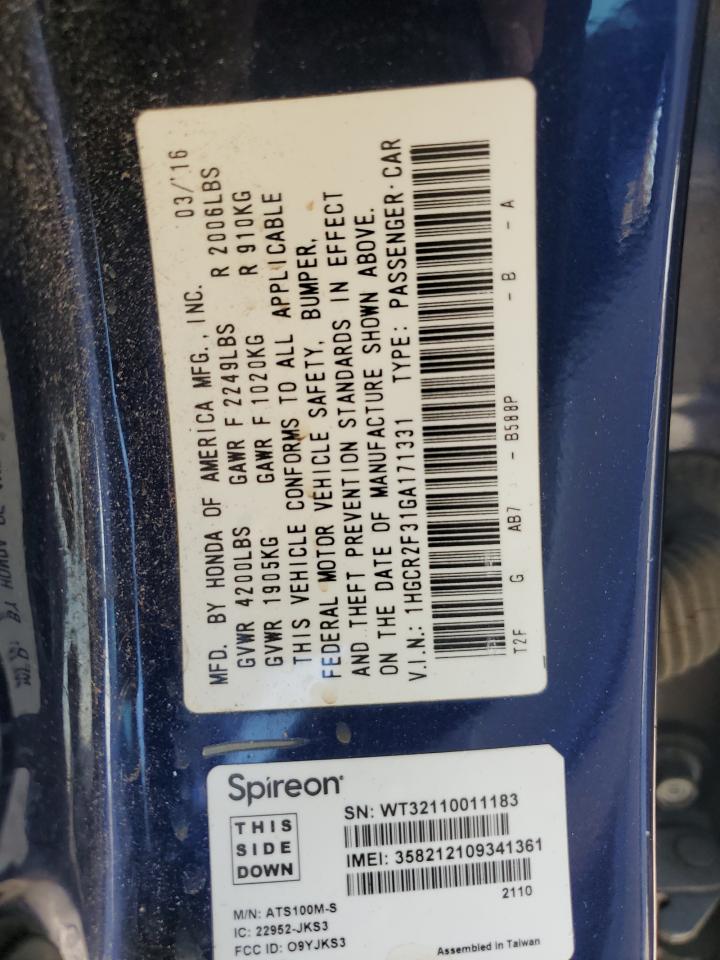 MFD. BY HONDA OF AMERICA MFG., INC. 03/'16
GVWR 4200LBS GAWR F 2249LBS R 2006LBS
GVWR 1905KG GAWR F 1020KG R 910KG
THIS VEHICLE CONFORMS TO ALL APPLICABLE
FEDERAL MOTOR VEHICLE SAFETY, BUMPER,
AND THEFT PREVENTION STANDARDS IN EFFECT
ON THE DATE OF MANUFACTURE SHOWN ABOVE.
V.I.N.: 1HGCR2F31GA171331 TYPE: PASSENGER CAR
T2F G AB7 - B588P - B - A
Spireon
THIS
SIDE
DOWN
SN: WT32110011183
IMEI: 358212109341361
2110
M/N: ATS100M-S
IC: 22952-JKS3
FCC ID: O9YJKS3
Assembled in Taiwan